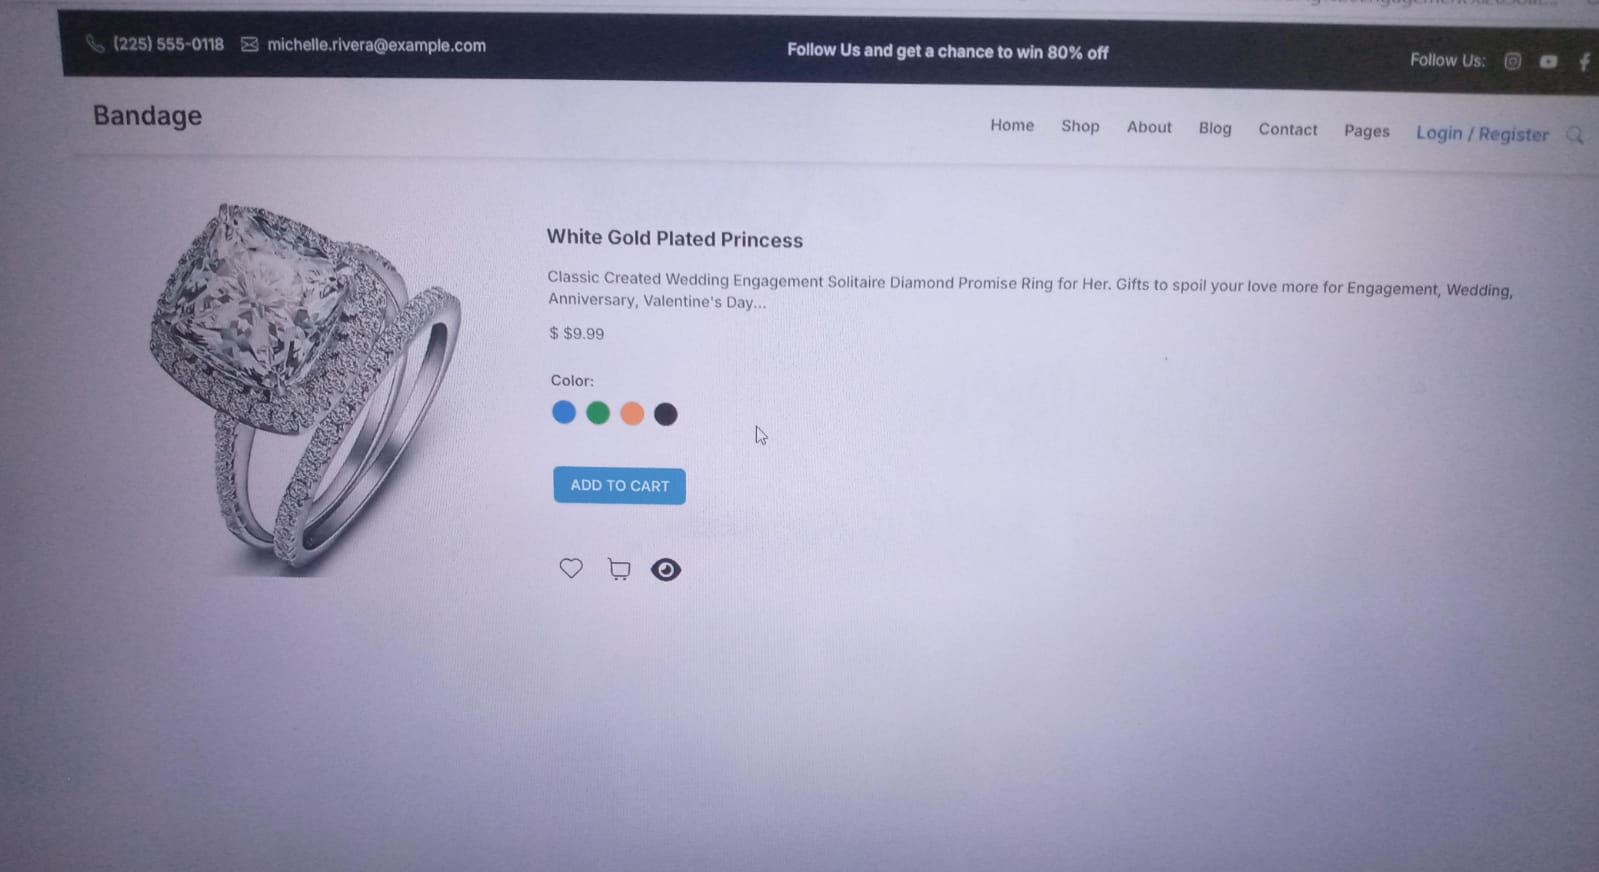 (225) 555-0118 michelle.rivera@example.com Follow Us and get a chance to win 80% off Follow Us:
Bandage Home Shop About Blog Contact Pages Login / Register
White Gold Plated Princess
Classic Created Wedding Engagement Solitaire Diamond Promise Ring for Her. Gifts to spoil your love more for Engagement, Wedding,
Anniversary, Valentine's Day...
$ $9.99
Color:
ADD TO CART